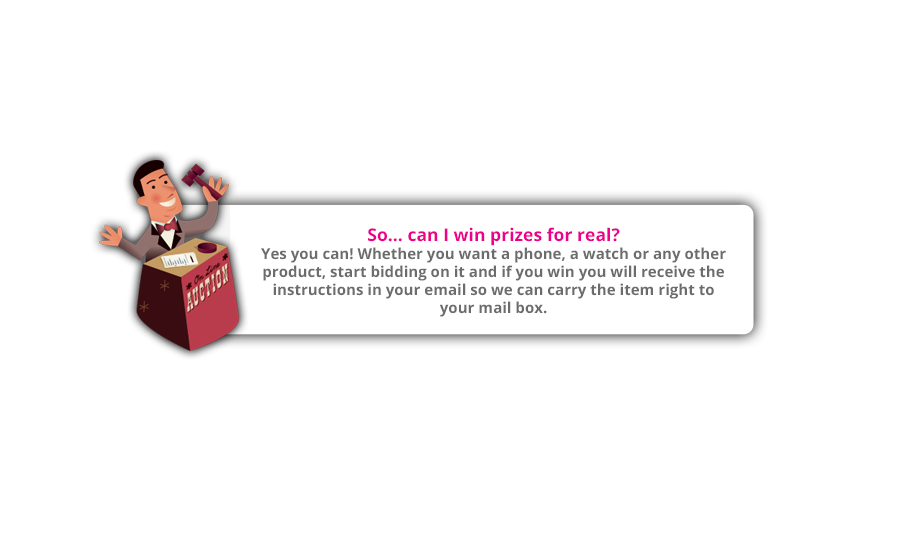 So... can I win prizes for real?
Yes you can! Whether you want a phone, a watch or any other
product, start bidding on it and if you win you will receive the
instructions in your email so we can carry the item right to
your mail box.
On Line
AUCTION